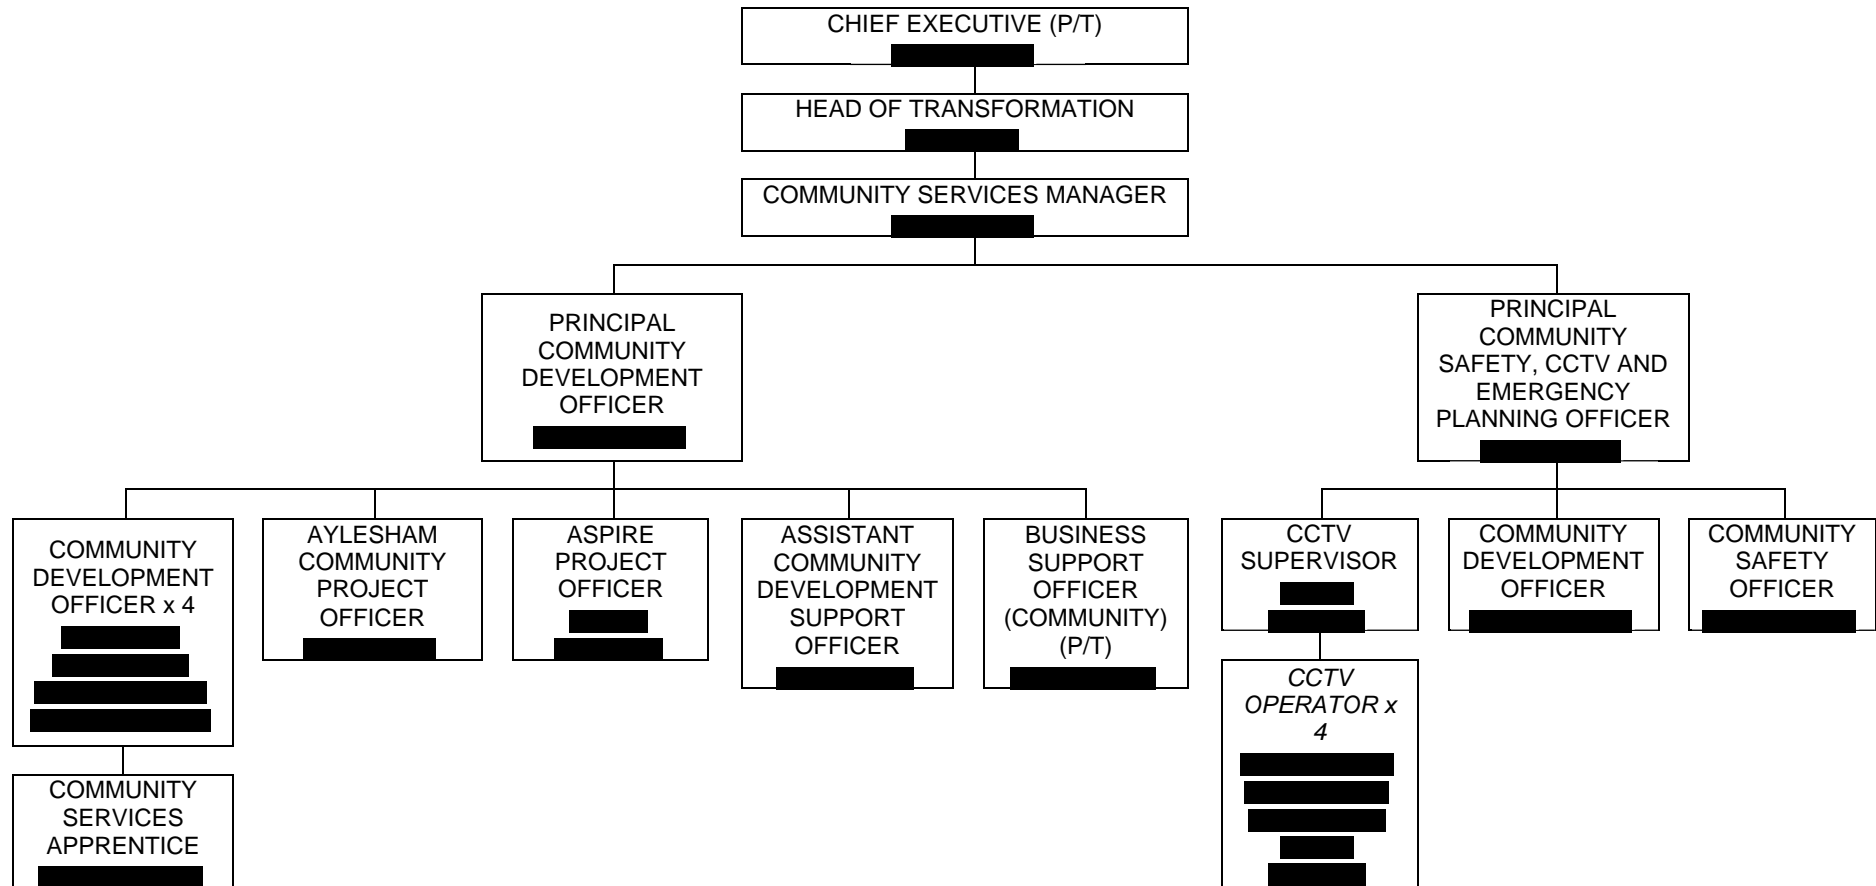 CHIEF EXECUTIVE (P/T)
HEAD OF TRANSFORMATION
COMMUNITY SERVICES MANAGER
PRINCIPAL
COMMUNITY
DEVELOPMENT
OFFICER
PRINCIPAL
COMMUNITY
SAFETY, CCTV AND
EMERGENCY
PLANNING OFFICER
COMMUNITY
DEVELOPMENT
OFFICER x 4
AYLESHAM
COMMUNITY
PROJECT
OFFICER
ASPIRE
PROJECT
OFFICER
ASSISTANT
COMMUNITY
DEVELOPMENT
SUPPORT
OFFICER
BUSINESS
SUPPORT
OFFICER
(COMMUNITY)
(P/T)
CCTV
SUPERVISOR
COMMUNITY
DEVELOPMENT
OFFICER
COMMUNITY
SAFETY
OFFICER
COMMUNITY
SERVICES
APPRENTICE
CCTV
OPERATOR x
4